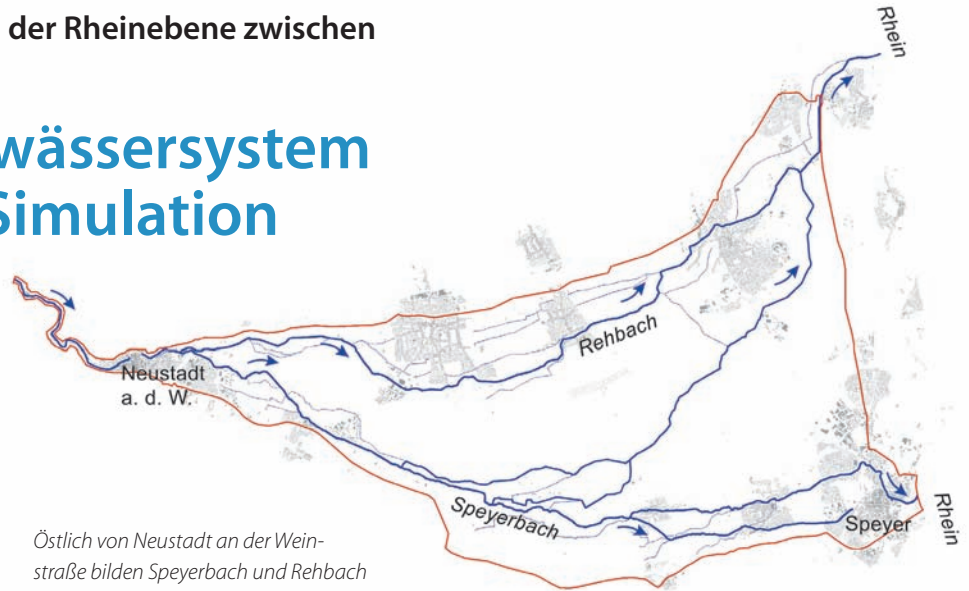 der Rheinebene zwischen
wässersystem
Simulation
Rhein
Rehbach
Neustadt
a. d. W.
Speyerbach
Speyer
Rhein
Östlich von Neustadt an der Wein-
straße bilden Speyerbach und Rehbach